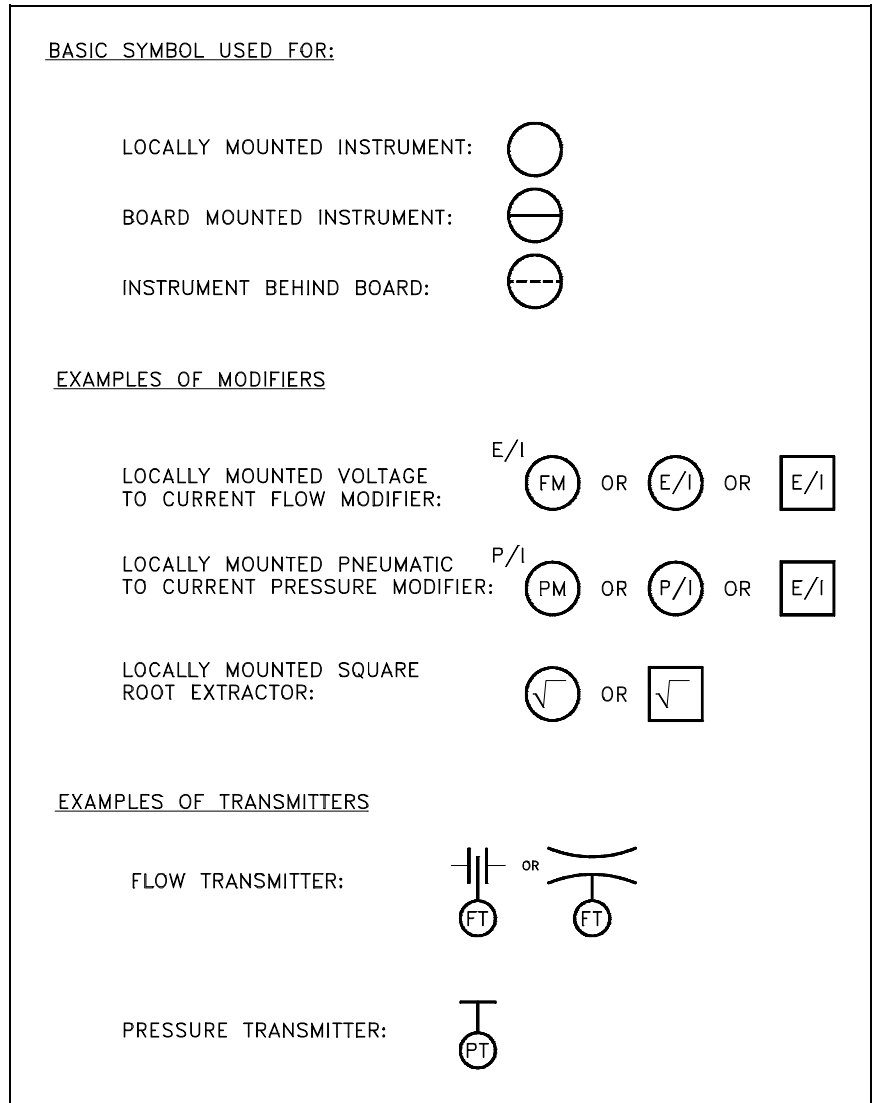 BASIC SYMBOL USED FOR:
LOCALLY MOUNTED INSTRUMENT:
BOARD MOUNTED INSTRUMENT:
INSTRUMENT BEHIND BOARD:
EXAMPLES OF MODIFIERS
LOCALLY MOUNTED VOLTAGE
TO CURRENT FLOW MODIFIER:
E/I
FM OR E/I OR E/I
LOCALLY MOUNTED PNEUMATIC
TO CURRENT PRESSURE MODIFIER:
P/I
PM OR P/I OR E/I
LOCALLY MOUNTED SQUARE
ROOT EXTRACTOR:
√ OR √
EXAMPLES OF TRANSMITTERS
FLOW TRANSMITTER:
OR
FT FT
PRESSURE TRANSMITTER:
PT